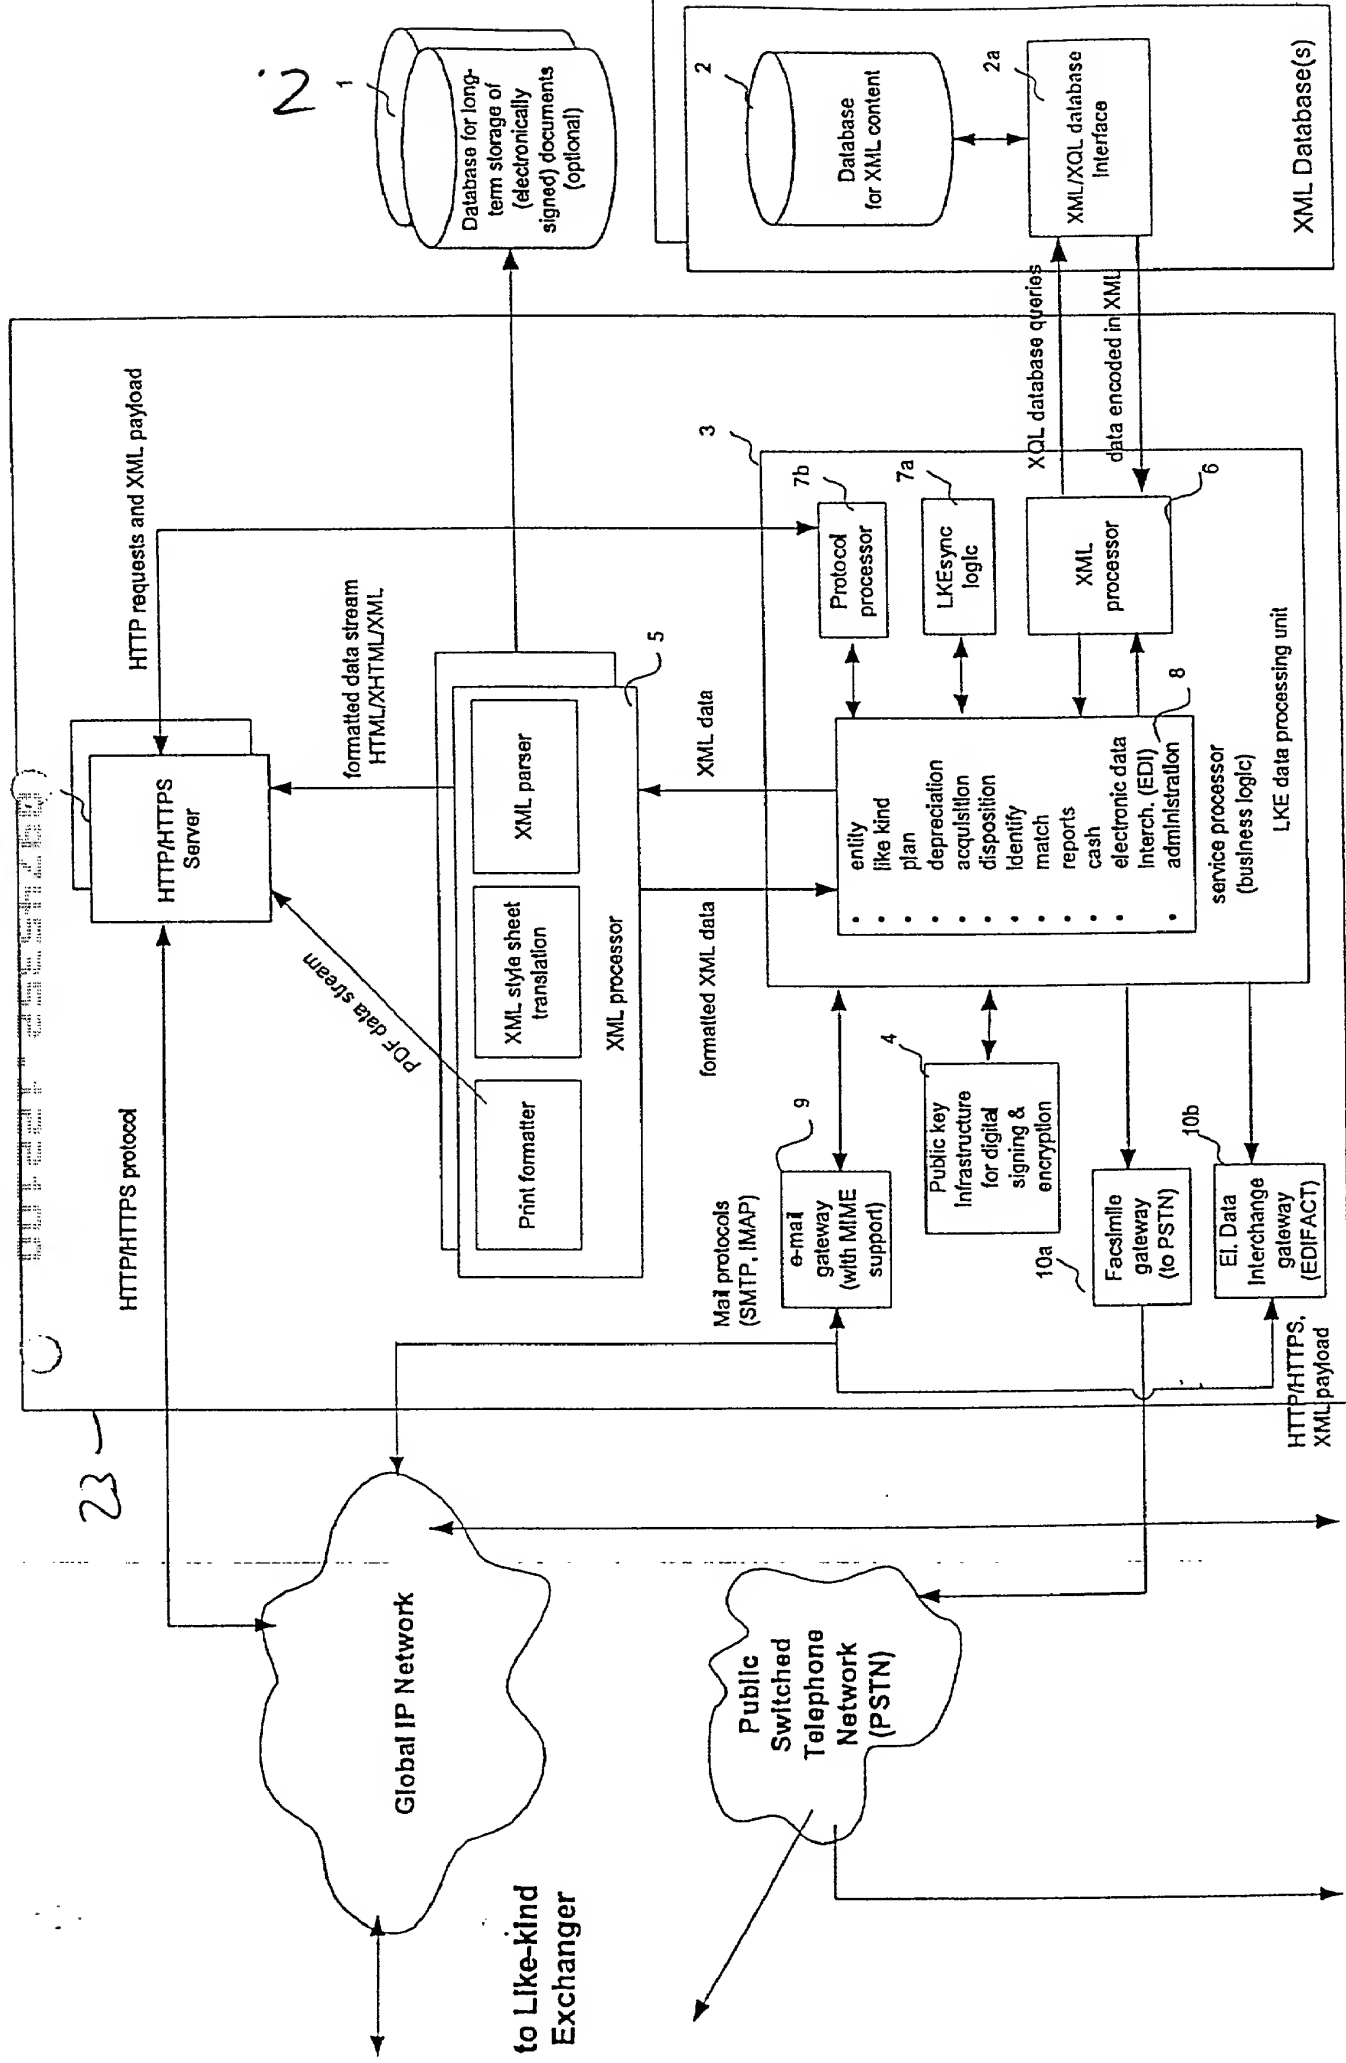 23
HTTP/HTTPS protocol
HTTP/HTTPS
Server
HTTP requests and XML payload
PDF data stream
formatted data stream
HTML/XHTML/XML
Print formatter
XML style sheet
translation
XML parser
XML processor
5
'2
1
Database for long-
term storage of
(electronically
signed) documents
(optional)
2
Database
for XML content
2a
XML/XQL database
Interface
XML Database(s)
XQL database queries
data encoded in XML
formatted XML data
XML data
3
7b
Protocol
processor
7a
LKEsync
logic
XML
processor
6
• entity
• like kind
• plan
• depreciation
• acquisition
• disposition
• Identify
• match
• reports
• cash
• electronic data
Interch. (EDI)
• administration
8
service processor
(business logic)
LKE data processing unit
Mail protocols
(SMTP, IMAP)
9
e-mail
gateway
(with MIME
support)
4
Public key
Infrastructure
for digital
signing &
encryption
10a
Facsimile
gateway
(to PSTN)
10b
El. Data
Interchange
gateway
(EDIFACT)
HTTP/HTTPS,
XML payload
Global IP Network
Public
Switched
Telephone
Network
(PSTN)
to Like-kind
Exchanger